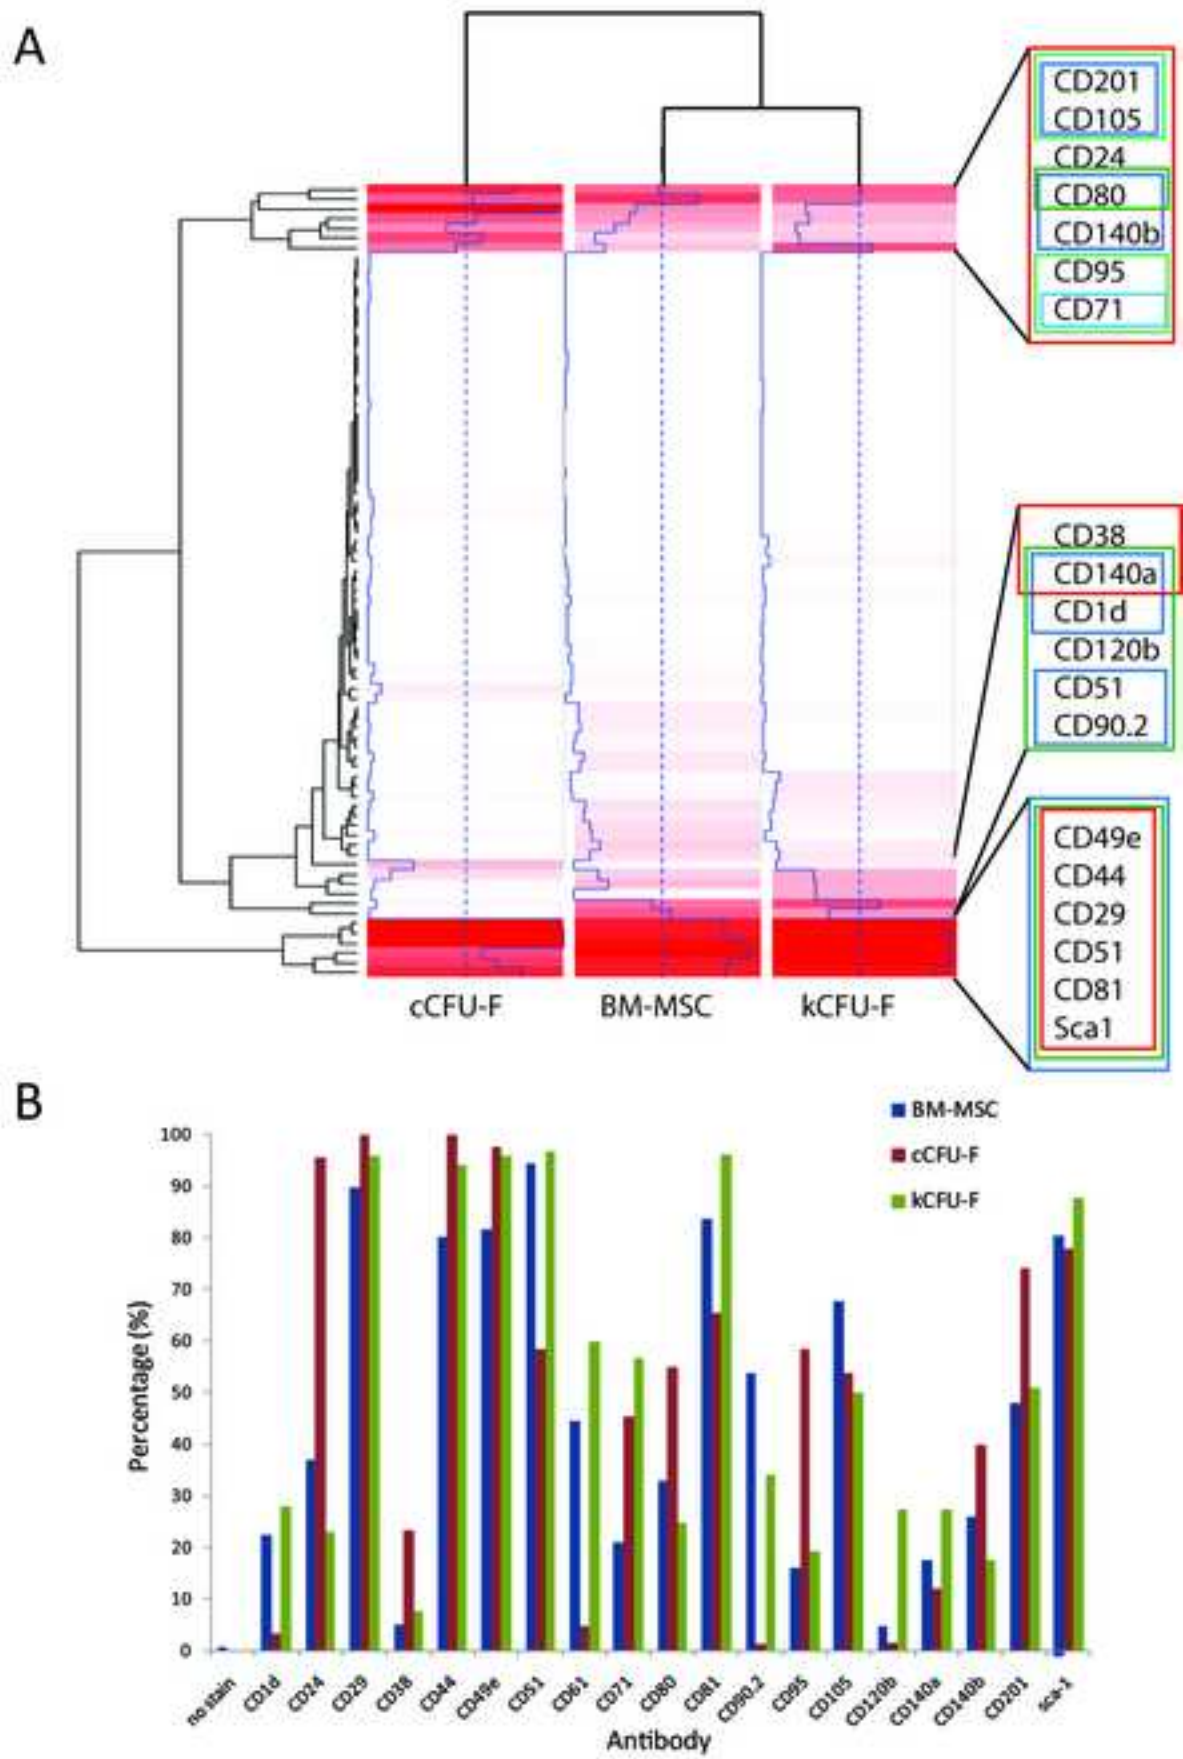 A
CD201
CD105
CD24
CD80
CD140b
CD95
CD71
CD38
CD140a
CD1d
CD120b
CD51
CD90.2
CD49e
CD44
CD29
CD51
CD81
Sca1
cCFU-F
BM-MSC
kCFU-F
B
BM-MSC
cCFU-F
kCFU-F
100
90
80
70
60
50
40
30
20
10
0
Percentage (%)
no stain
CD1d
CD24
CD29
CD38
CD44
CD49e
CD51
CD61
CD71
CD80
CD81
CD90.2
CD95
CD105
CD120b
CD140a
CD140b
CD201
sca-1
Antibody